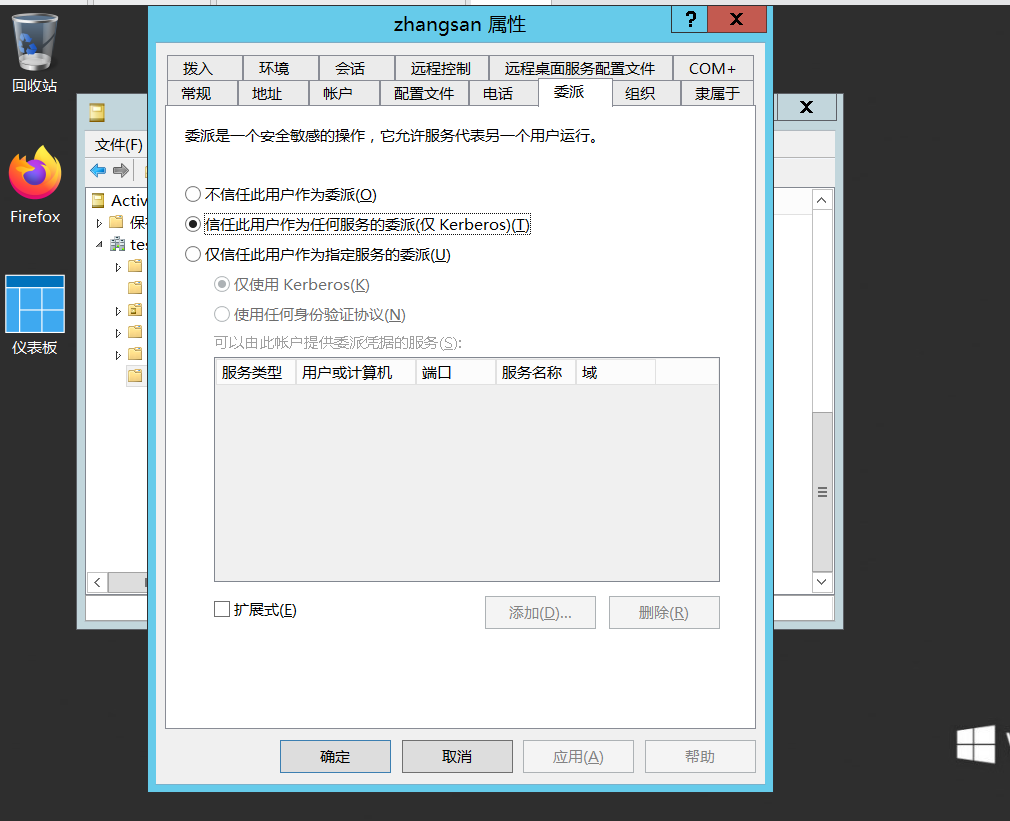 zhangsan 属性
?
X
回收站
Firefox
仪表板
文件(F)
Activ
tes
拨入 环境 会话 远程控制 远程桌面服务配置文件 COM+
常规 地址 帐户 配置文件 电话 委派 组织 隶属于
委派是一个安全敏感的操作，它允许服务代表另一个用户运行。
不信任此用户作为委派(O)
信任此用户作为任何服务的委派(仅 Kerberos)(T)
仅信任此用户作为指定服务的委派(U)
仅使用 Kerberos(K)
使用任何身份验证协议(N)
可以由此帐户提供委派凭据的服务(S):
服务类型 用户或计算机 端口 服务名称 域
扩展式(E)
添加(D)... 删除(R)
确定 取消 应用(A) 帮助
X